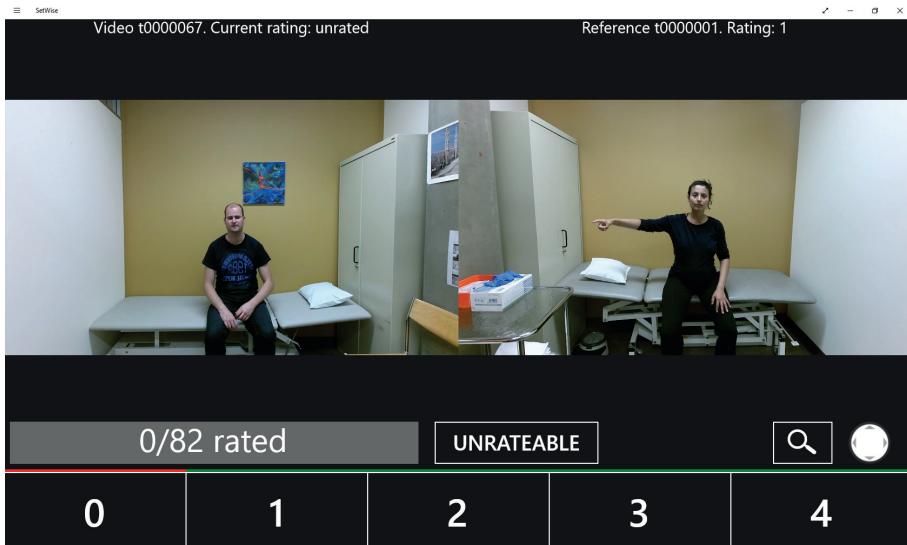 SetWise
Video t0000067. Current rating: unrated
Reference t0000001. Rating: 1
0/82 rated
UNRATEABLE
0 1 2 3 4